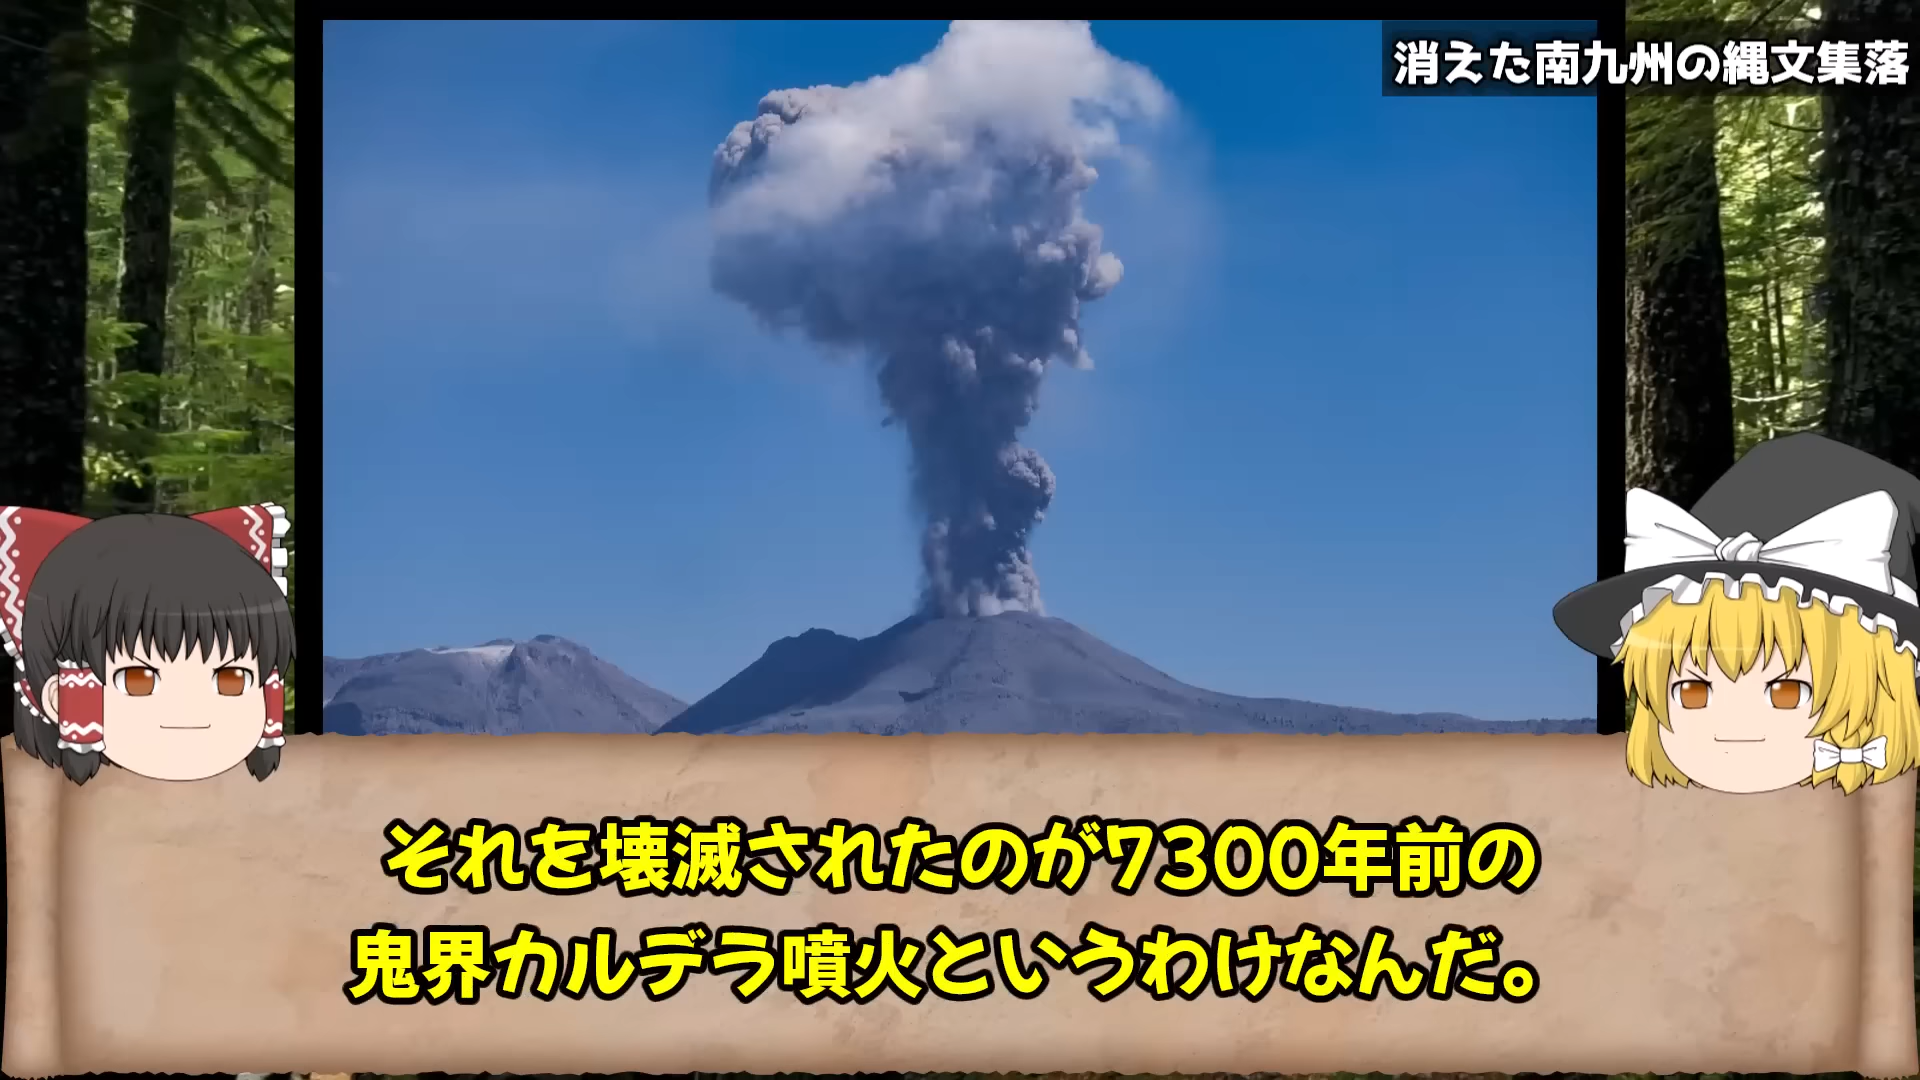 消えた南九州の縄文集落
それを壊滅されたのが7300年前の
鬼界カルデラ噴火というわけなんだ。